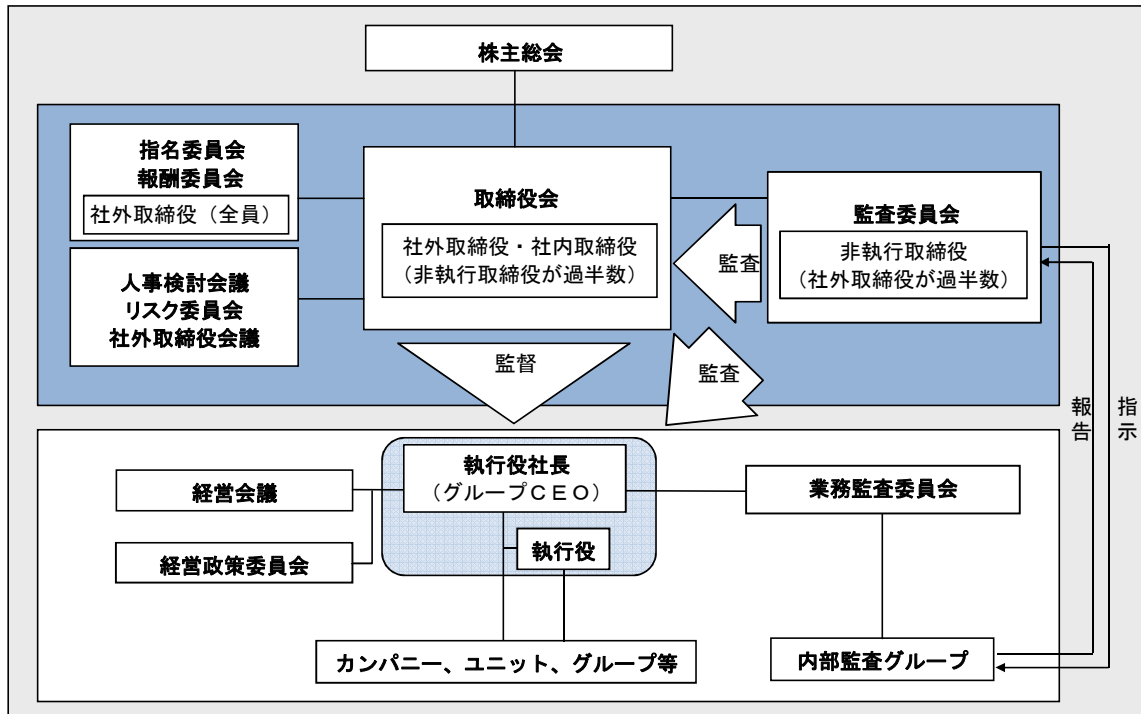 株主総会
指名委員会
報酬委員会
社外取締役（全員）
人事検討会議
リスク委員会
社外取締役会議
取締役会
社外取締役・社内取締役
（非執行取締役が過半数）
監査
監査委員会
非執行取締役
（社外取締役が過半数）
監督
監査
報告
指示
執行役社長
（グループＣＥＯ）
執行役
経営会議
経営政策委員会
業務監査委員会
カンパニー、ユニット、グループ等
内部監査グループ